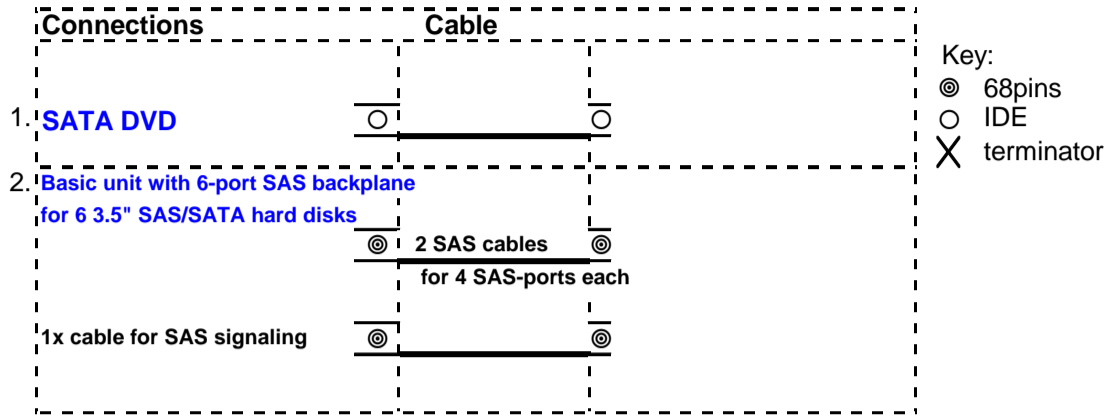 Connections Cable
Key:
68pins
IDE
terminator
1. SATA DVD
2. Basic unit with 6-port SAS backplane
for 6 3.5" SAS/SATA hard disks
2 SAS cables
for 4 SAS-ports each
1x cable for SAS signaling